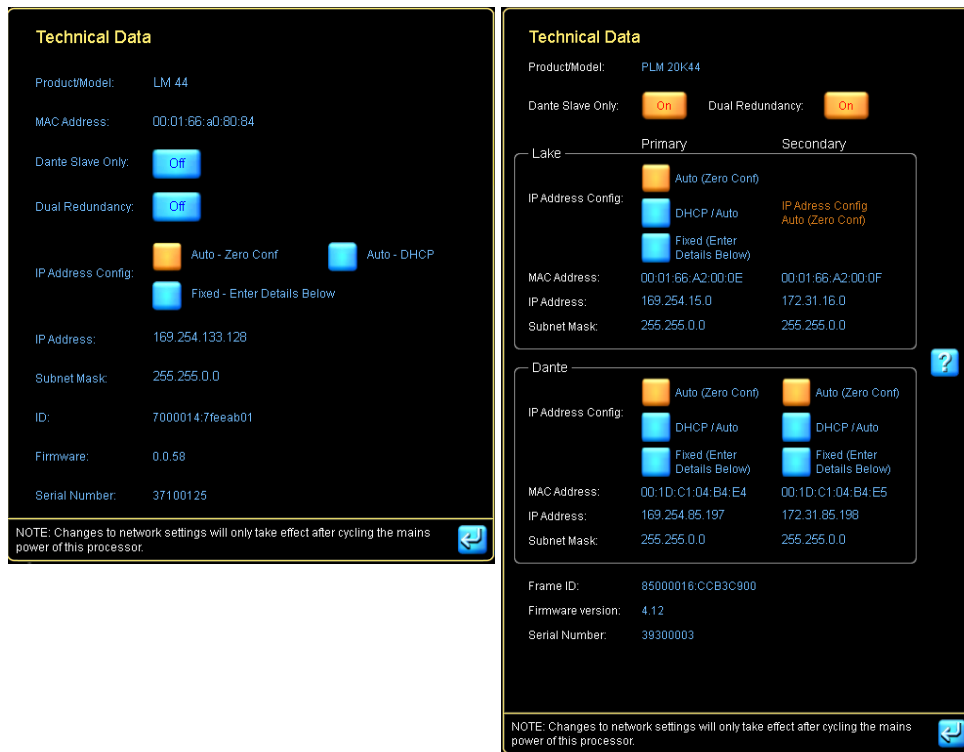 Technical Data
Product/Model: LM 44
MAC Address: 00:01:66:a0:80:84
Dante Slave Only: Off
Dual Redundancy: Off
IP Address Config: Auto - Zero Conf Auto - DHCP
Fixed - Enter Details Below
IP Address: 169.254.133.128
Subnet Mask: 255.255.0.0
ID: 7000014:7feeab01
Firmware: 0.0.58
Serial Number: 37100125
NOTE: Changes to network settings will only take effect after cycling the mains
power of this processor.
Technical Data
Product/Model: PLM 20K44
Dante Slave Only: On Dual Redundancy: On
Primary Secondary
Lake
IP Address Config: Auto (Zero Conf)
DHCP / Auto
Fixed (Enter
Details Below)
IP Adress Config
Auto (Zero Conf)
MAC Address: 00:01:66:A2:00:0E 00:01:66:A2:00:0F
IP Address: 169.254.15.0 172.31.16.0
Subnet Mask: 255.255.0.0 255.255.0.0
?
Dante
IP Address Config: Auto (Zero Conf) Auto (Zero Conf)
DHCP / Auto DHCP / Auto
Fixed (Enter Fixed (Enter
Details Below) Details Below)
MAC Address: 00:1D:C1:04:B4:E4 00:1D:C1:04:B4:E5
IP Address: 169.254.85.197 172.31.85.198
Subnet Mask: 255.255.0.0 255.255.0.0
Frame ID: 85000016:CCB3C900
Firmware version: 4.12
Serial Number: 39300003
NOTE: Changes to network settings will only take effect after cycling the mains
power of this processor.